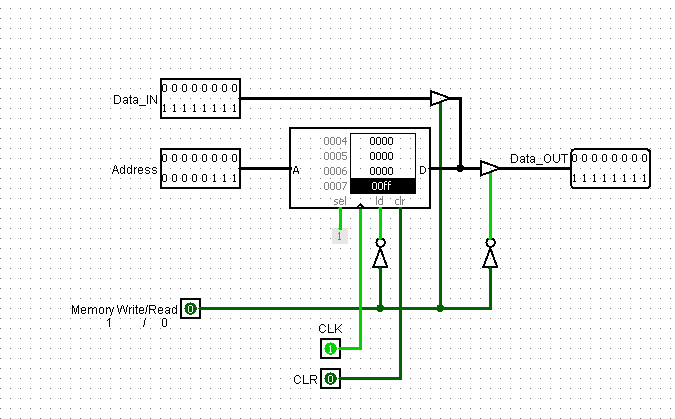 Data_IN
0 0 0 0 0 0 0 0
1 1 1 1 1 1 1 1
Address
0 0 0 0 0 0 0 0
0 0 0 0 0 1 1 1
A
0004 0000
0005 0000
0006 0000
0007 00ff
D
sel ld clr
1
Data_OUT
0 0 0 0 0 0 0 0
1 1 1 1 1 1 1 1
Memory Write/Read 0
1 / 0
CLK
1
CLR 0